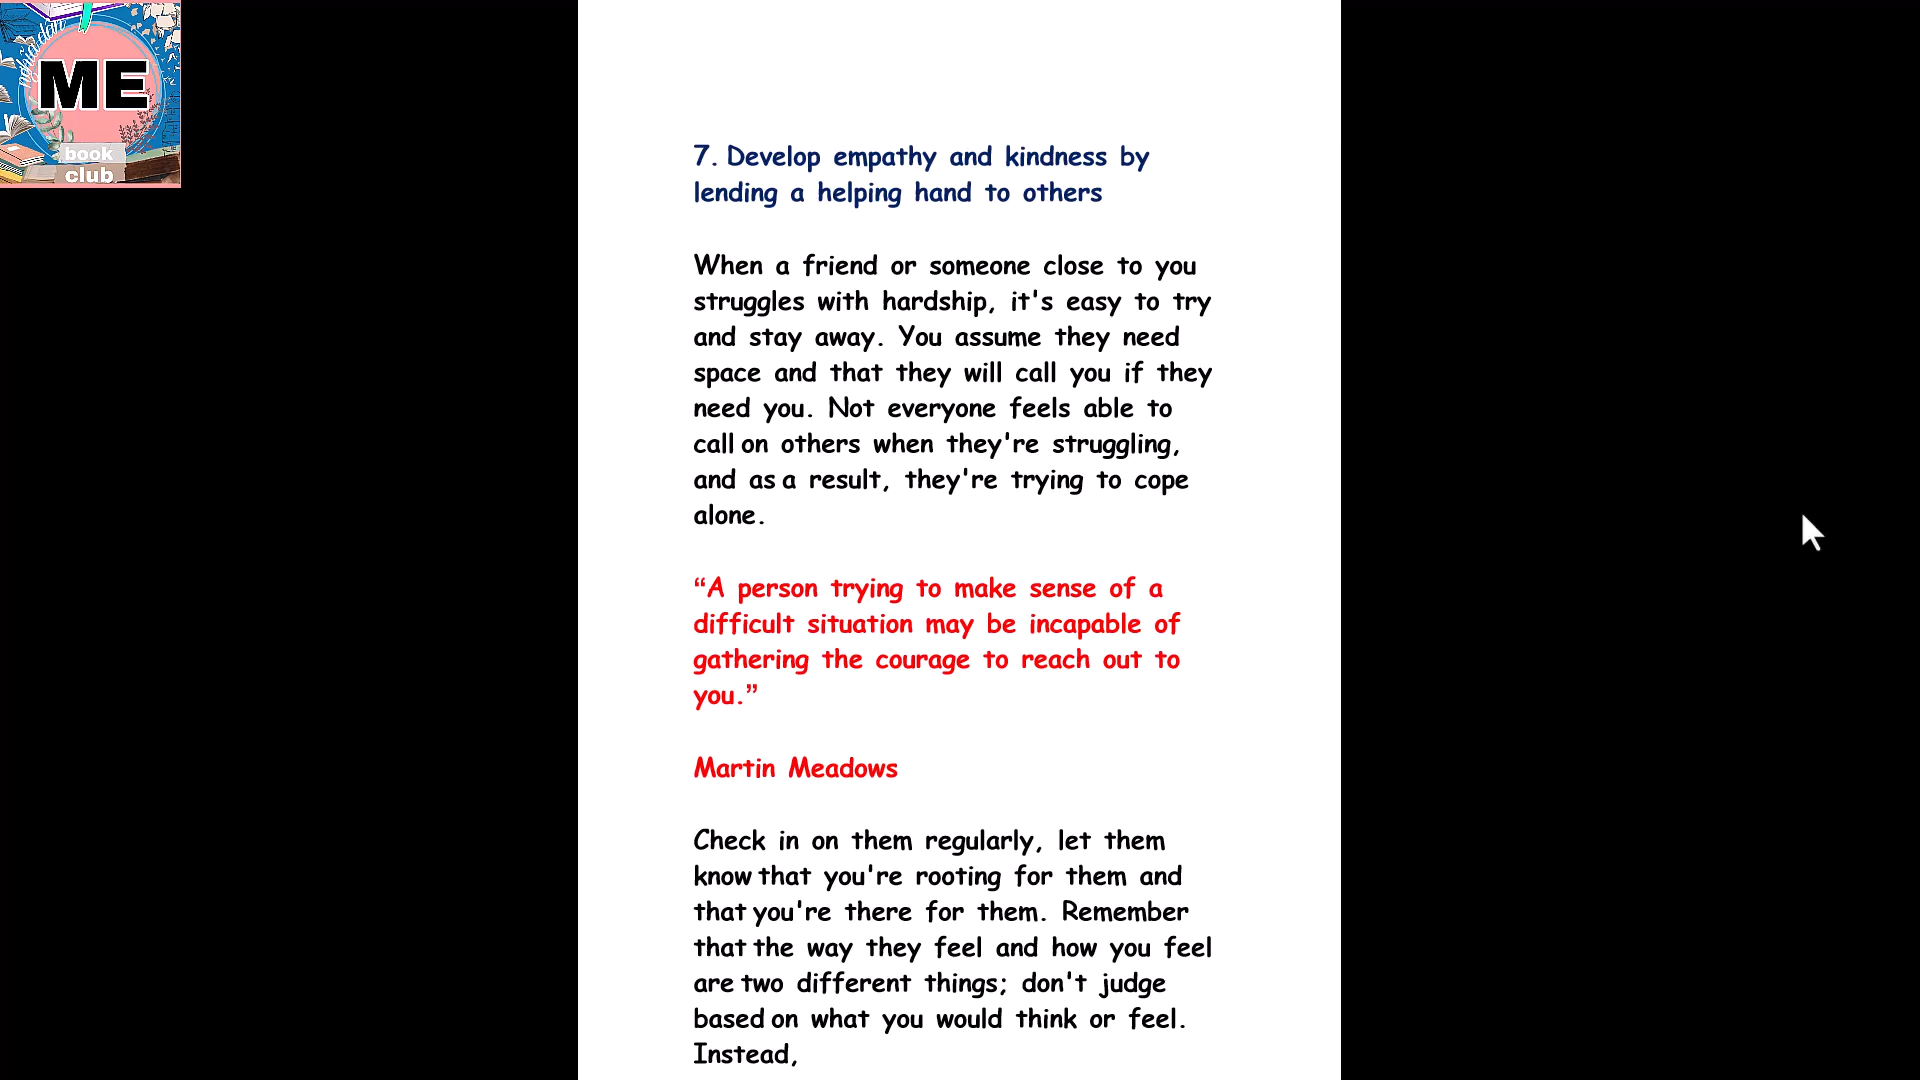 ME
book
club
7. Develop empathy and kindness by
lending a helping hand to others
When a friend or someone close to you
struggles with hardship, it's easy to try
and stay away. You assume they need
space and that they will call you if they
need you. Not everyone feels able to
call on others when they're struggling,
and as a result, they're trying to cope
alone.
“A person trying to make sense of a
difficult situation may be incapable of
gathering the courage to reach out to
you.”
Martin Meadows
Check in on them regularly, let them
know that you're rooting for them and
that you're there for them. Remember
that the way they feel and how you feel
are two different things; don't judge
based on what you would think or feel.
Instead,